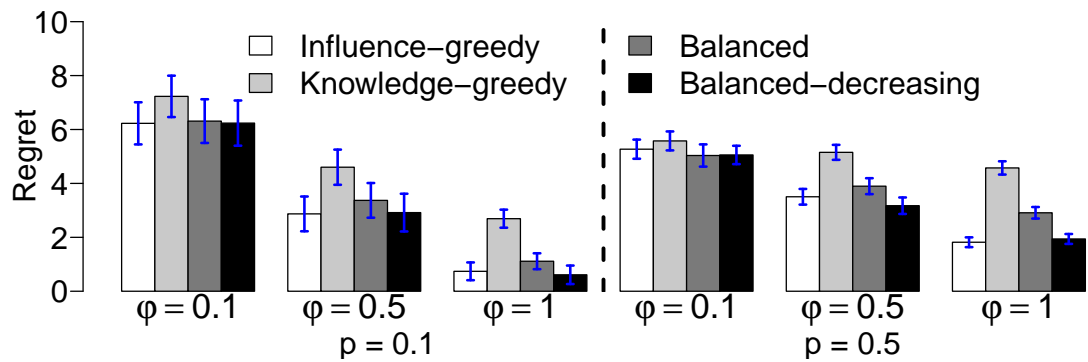 10
8
6
4
2
0
Regret
Influence−greedy
Knowledge−greedy
Balanced
Balanced−decreasing
φ = 0.1
φ = 0.5
φ = 1
φ = 0.1
φ = 0.5
φ = 1
p = 0.1
p = 0.5